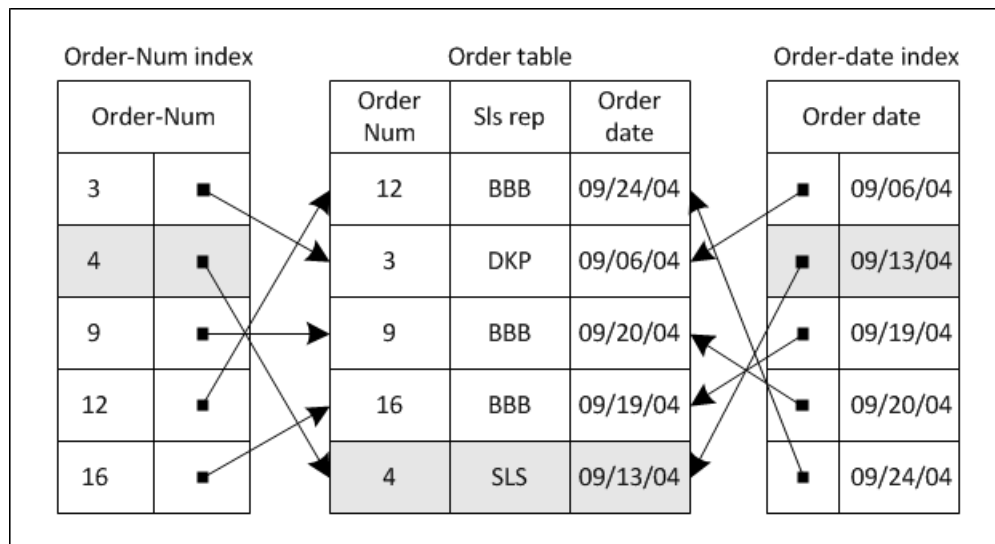 Order-Num index Order table Order-date index
Order-Num Order Num Sls rep Order date Order date
3 12 BBB 09/24/04 09/06/04
4 3 DKP 09/06/04 09/13/04
9 9 BBB 09/20/04 09/19/04
12 16 BBB 09/19/04 09/20/04
16 4 SLS 09/13/04 09/24/04